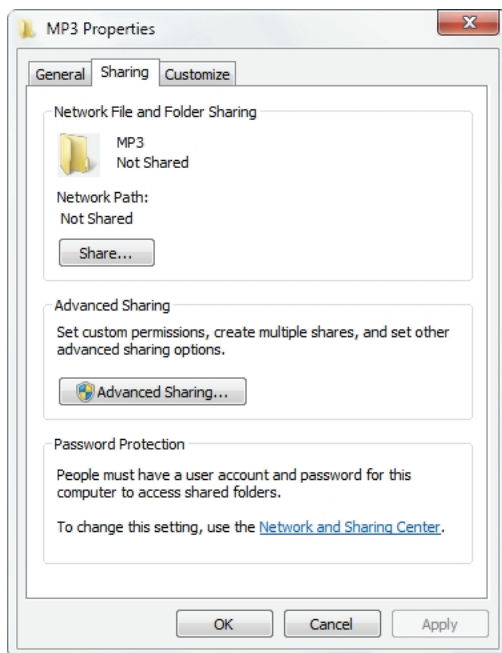 MP3 Properties
General
Sharing
Customize
Network File and Folder Sharing
MP3
Not Shared
Network Path:
Not Shared
Share...
Advanced Sharing
Set custom permissions, create multiple shares, and set other
advanced sharing options.
Advanced Sharing...
Password Protection
People must have a user account and password for this
computer to access shared folders.
To change this setting, use the Network and Sharing Center.
OK
Cancel
Apply